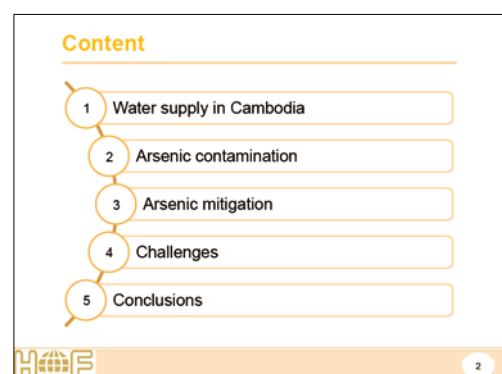 Content
1 Water supply in Cambodia
2 Arsenic contamination
3 Arsenic mitigation
4 Challenges
5 Conclusions
2